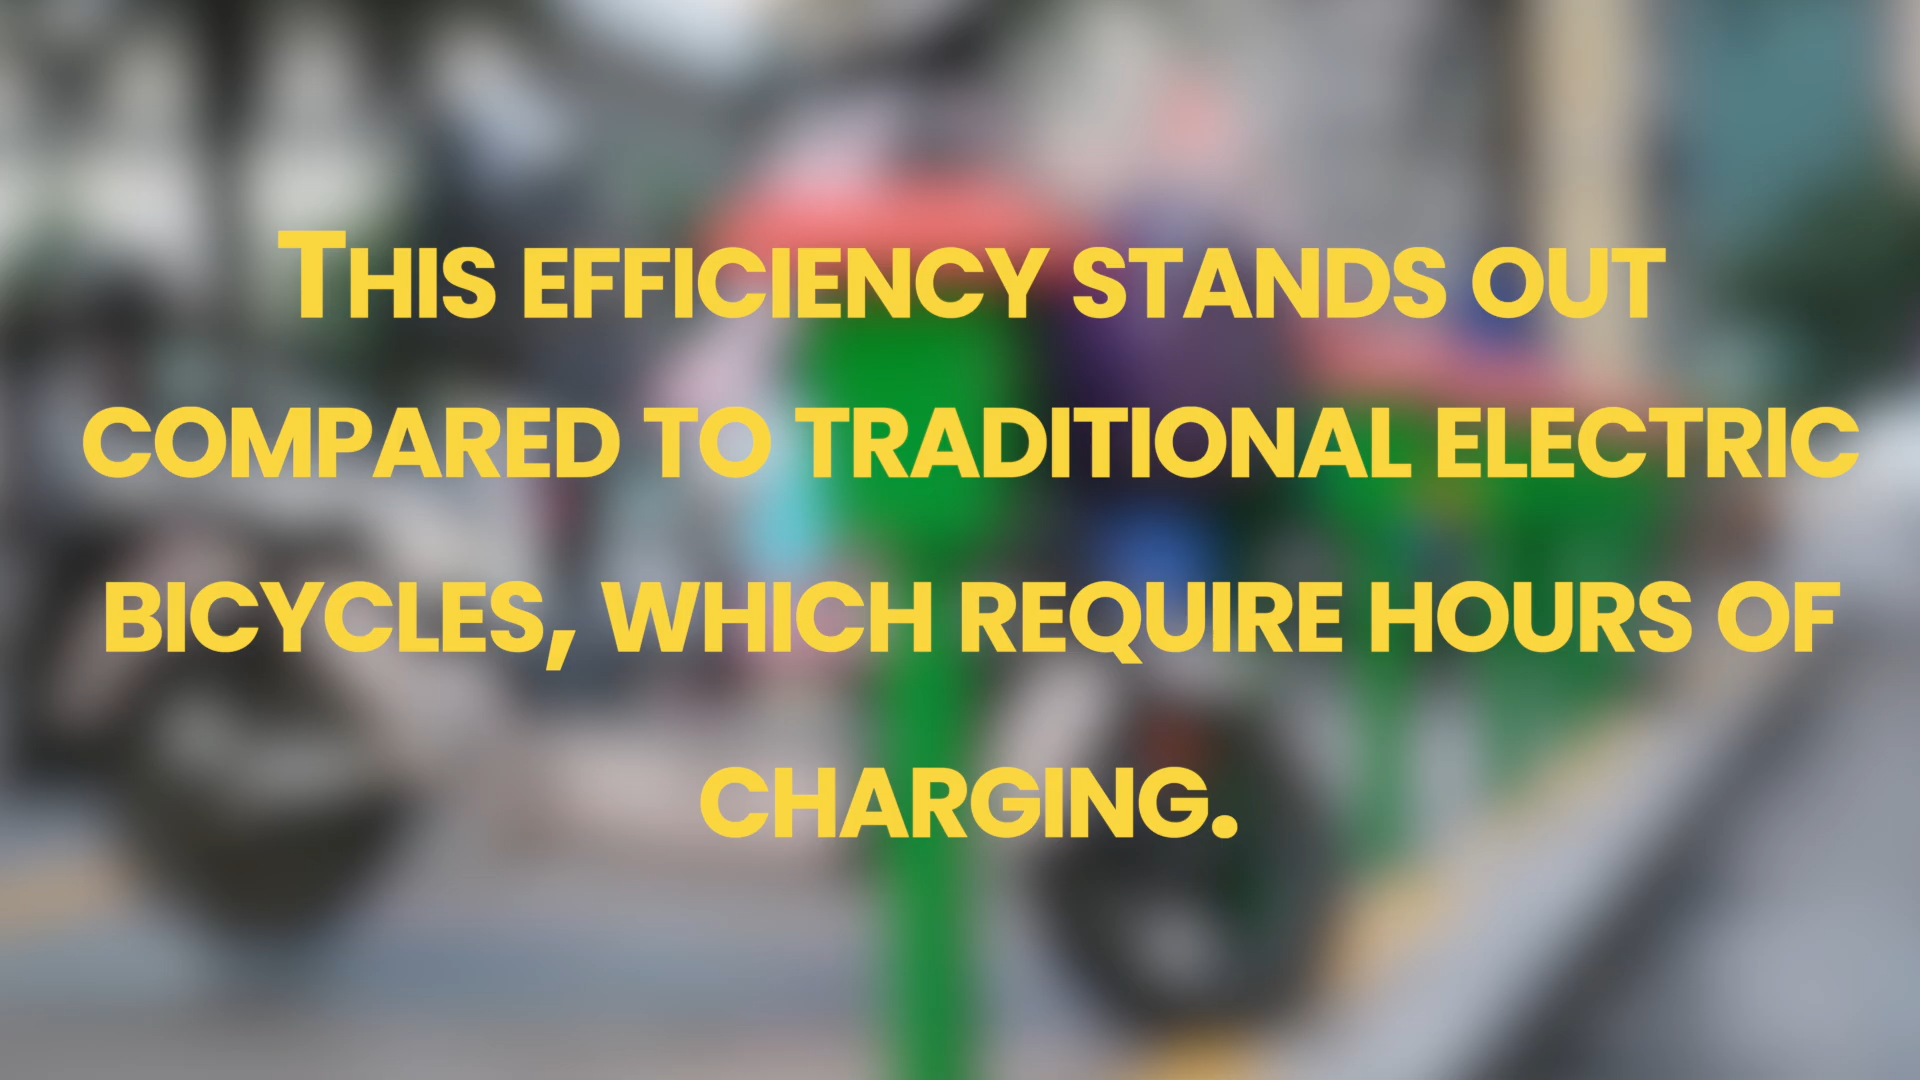 This efficiency stands out
compared to traditional electric
bicycles, which require hours of
charging.